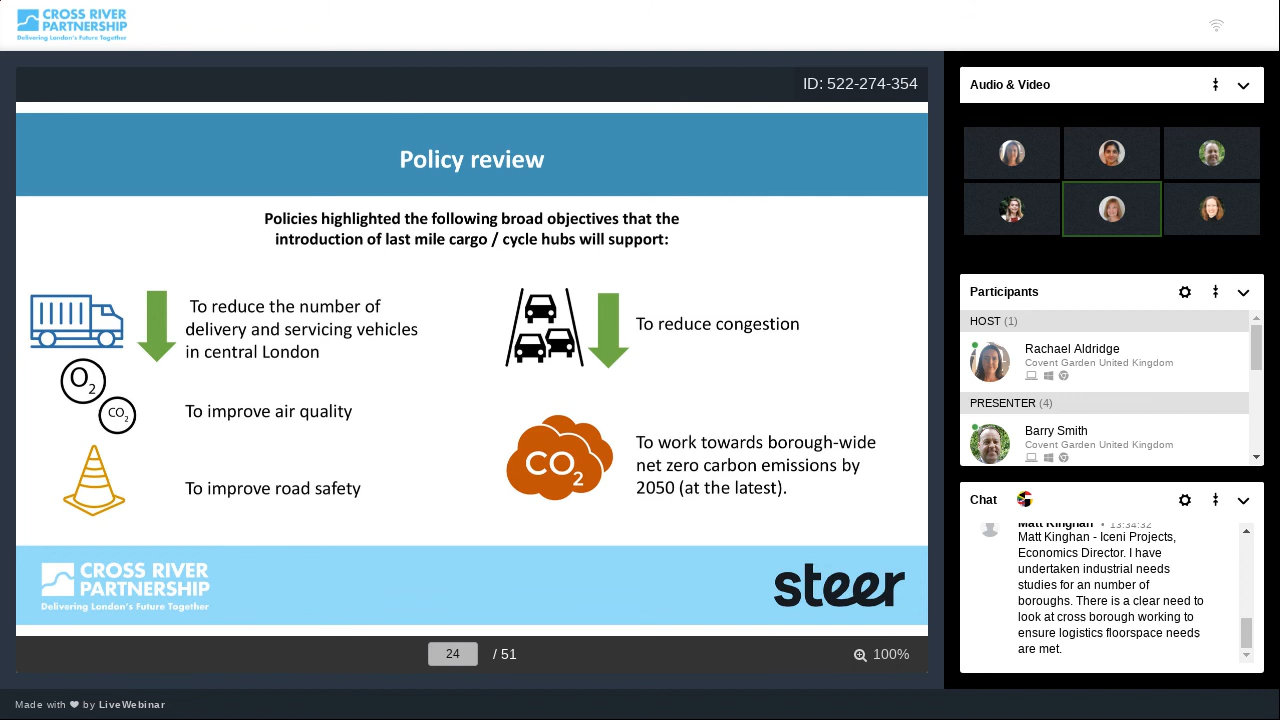 CROSS RIVER
PARTNERSHIP
Delivering London's Future Together
ID: 522-274-354
Policy review
Policies highlighted the following broad objectives that the
introduction of last mile cargo / cycle hubs will support:
To reduce the number of
delivery and servicing vehicles
in central London
O2
CO2
To improve air quality
To improve road safety
To reduce congestion
CO2
To work towards borough-wide
net zero carbon emissions by
2050 (at the latest).
CROSS RIVER
PARTNERSHIP
Delivering London's Future Together
steer
24 / 51
100%
Audio & Video
Participants
HOST (1)
Rachael Aldridge
Covent Garden United Kingdom
PRESENTER (4)
Barry Smith
Covent Garden United Kingdom
Chat
Matt Kinghan • 13:34:32
Matt Kinghan - Iceni Projects,
Economics Director. I have
undertaken industrial needs
studies for an number of
boroughs. There is a clear need to
look at cross borough working to
ensure logistics floorspace needs
are met.
Made with ❤ by LiveWebinar